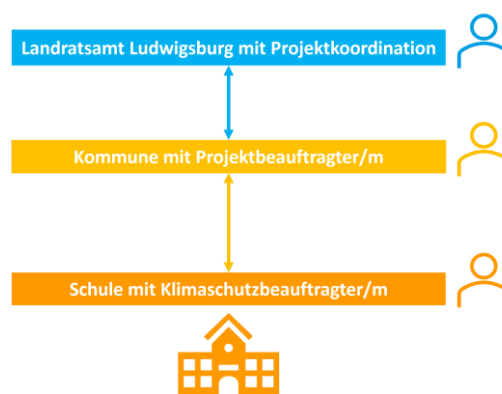 Landratsamt Ludwigsburg mit Projektkoordination
Kommune mit Projektbeauftragter/m
Schule mit Klimaschutzbeauftragter/m